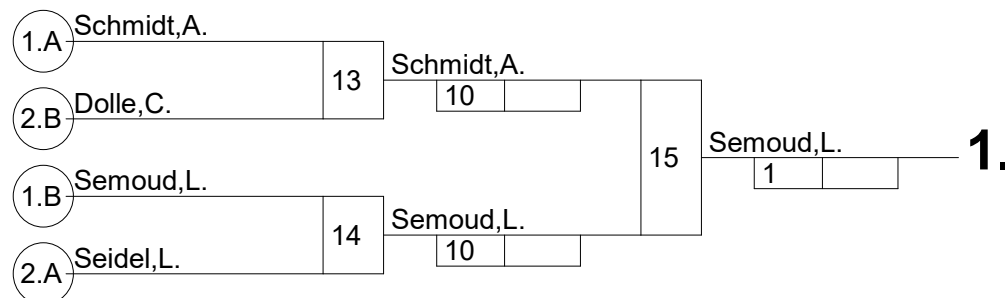 1.A Schmidt,A.
13 Schmidt,A.
10
2.B Dolle,C.
15 Semoud,L. 1.
1
1.B Semoud,L.
14 Semoud,L.
10
2.A Seidel,L.